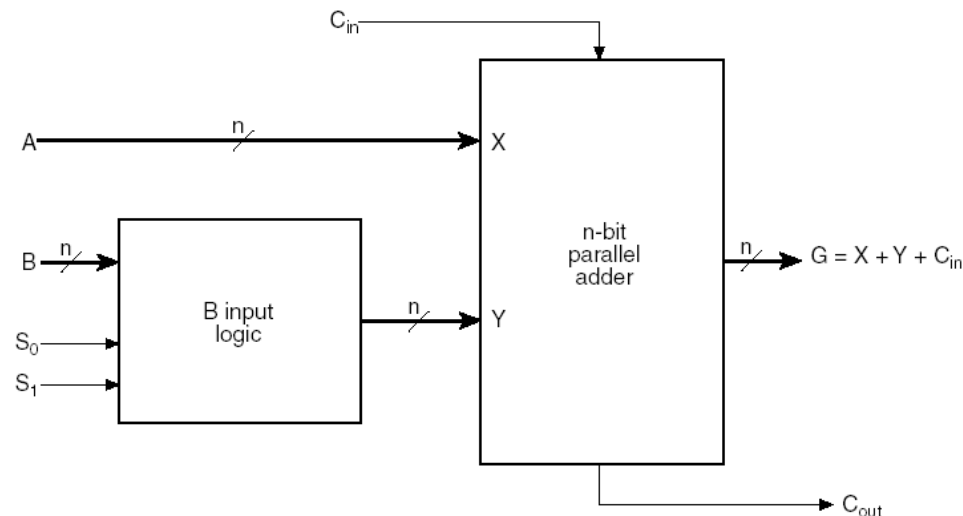 C_in
n
A
X
n
B
n-bit
parallel
adder
n
G = X + Y + C_in
B input
logic
n
Y
S_0
S_1
C_out